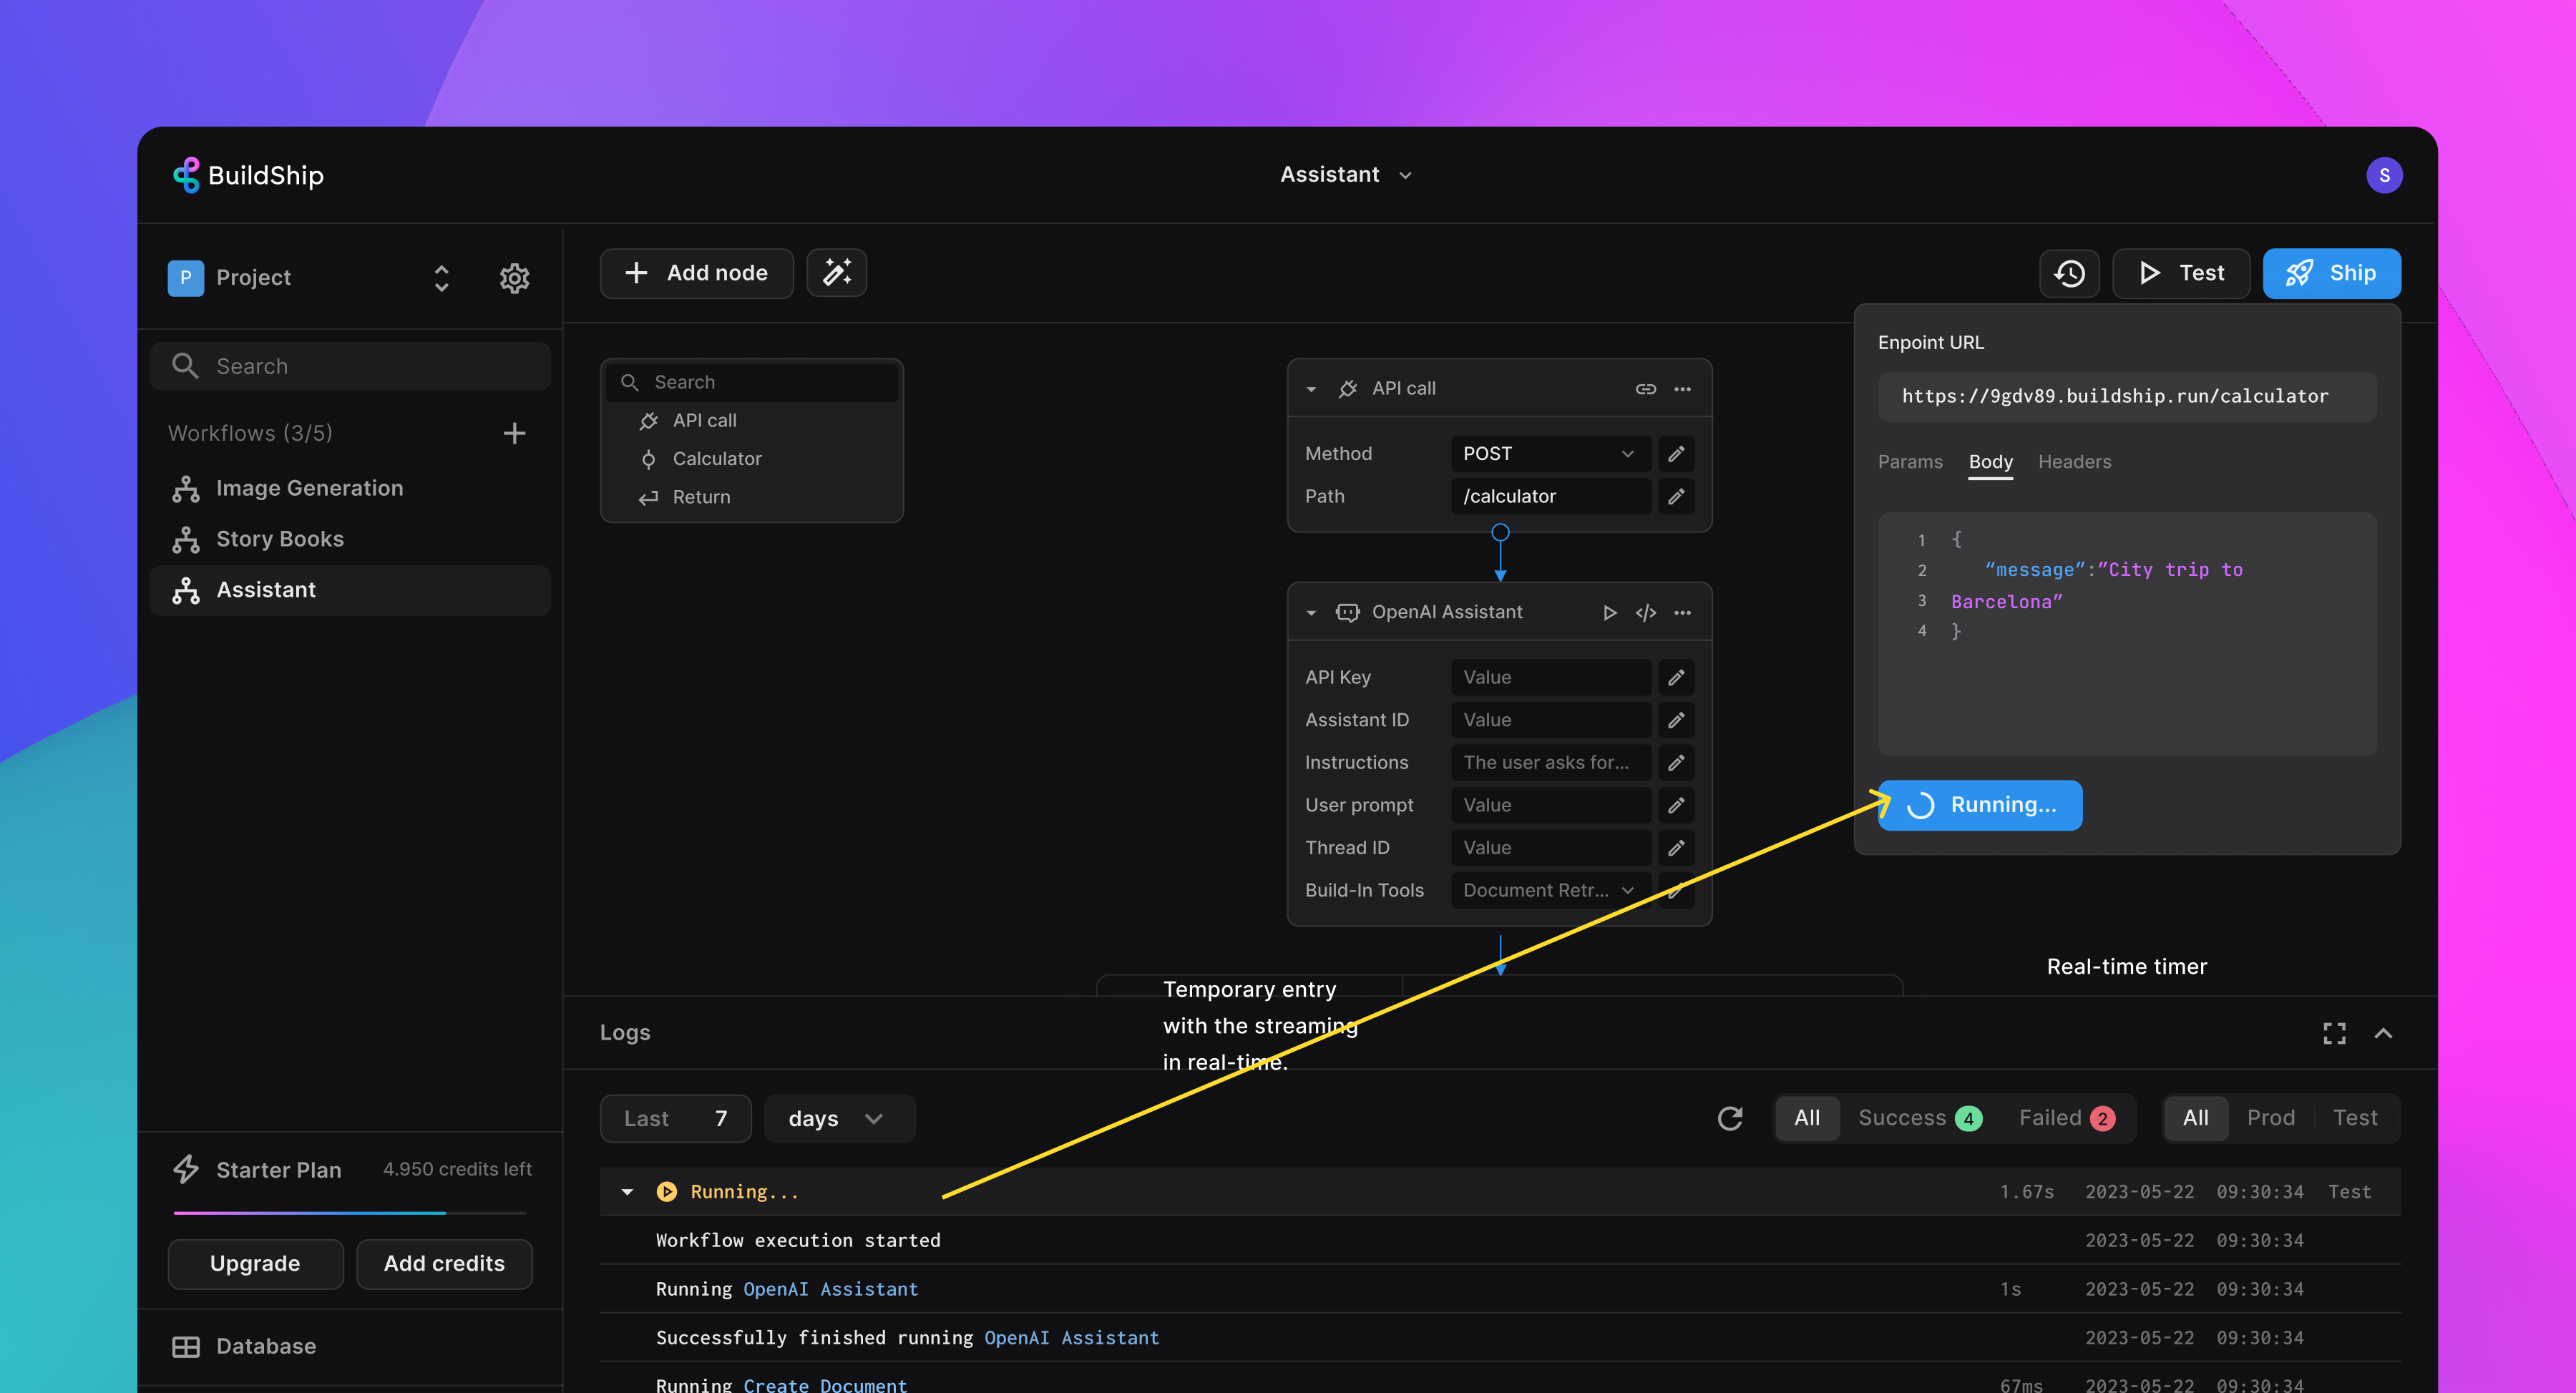 BuildShip
Assistant
S
P Project
Add node
Test
Ship
Search
Workflows (3/5)
Image Generation
Story Books
Assistant
Search
API call
Calculator
Return
API call
Method POST
Path /calculator
OpenAI Assistant
API Key Value
Assistant ID Value
Instructions The user asks for...
User prompt Value
Thread ID Value
Build-In Tools Document Retr...
Enpoint URL
https://9gdv89.buildship.run/calculator
Params Body Headers
1 {
2 “message”:”City trip to
3 Barcelona”
4 }
Running...
Real-time timer
Temporary entry
with the streaming
in real-time.
Logs
Last 7 days
All Success 4 Failed 2
All Prod Test
Running... 1.67s 2023-05-22 09:30:34 Test
Workflow execution started 2023-05-22 09:30:34
Running OpenAI Assistant 1s 2023-05-22 09:30:34
Successfully finished running OpenAI Assistant 2023-05-22 09:30:34
Running Create Document 67ms 2023-05-22 09:30:34
Starter Plan 4.950 credits left
Upgrade
Add credits
Database